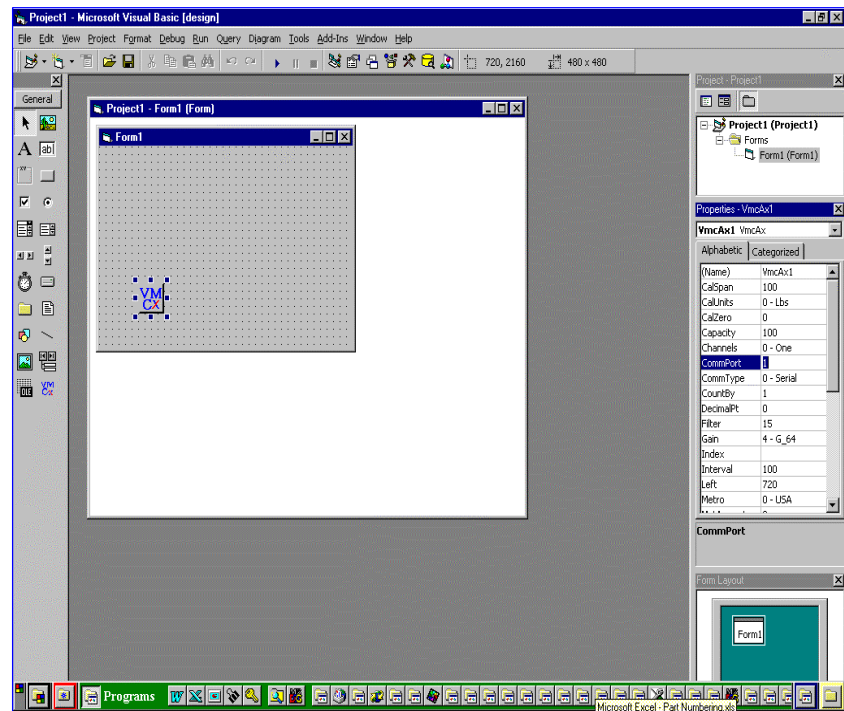 Project1 - Microsoft Visual Basic [design]
File Edit View Project Format Debug Run Query Diagram Tools Add-Ins Window Help
720, 2160 480 x 480
General
A ab|
OLE VM Cx
Project1 - Form1 (Form)
Form1
VM
CX
Project - Project1
Project1 (Project1)
Forms
Form1 (Form1)
Properties - VmcAx1
VmcAx1 VmcAx
Alphabetic Categorized
(Name) VmcAx1
CalSpan 100
CalUnits 0 - Lbs
CalZero 0
Capacity 100
Channels 0 - One
CommPort 1
CommType 0 - Serial
CountBy 1
DecimalPt 0
Filter 15
Gain 4 - G_64
Index
Interval 100
Left 720
Metro 0 - USA
CommPort
Form Layout
Form1
Programs
Microsoft Excel - Part Numbering.xls